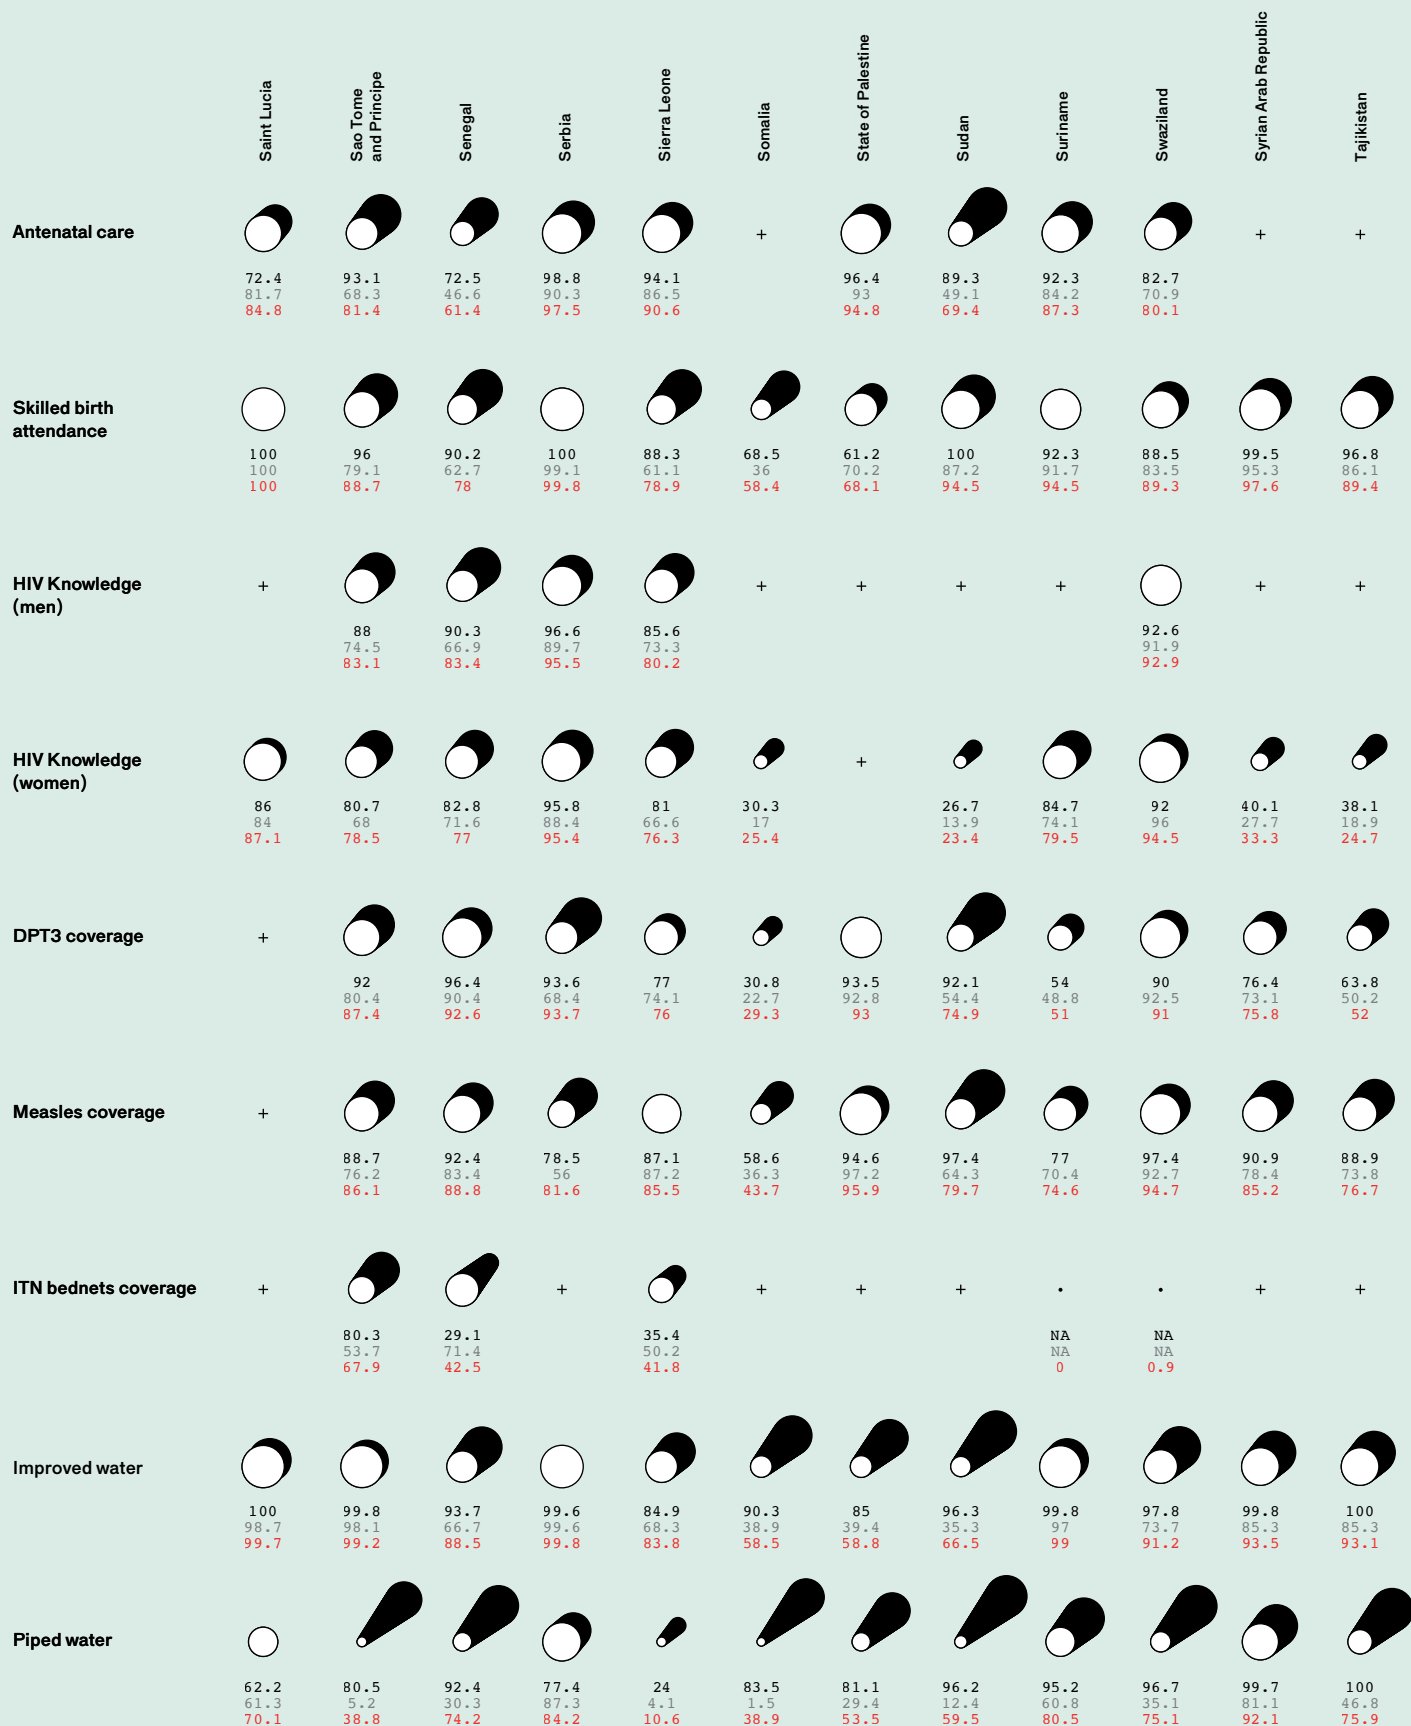 Saint Lucia
Sao Tome
and Principe
Senegal
Serbia
Sierra Leone
Somalia
State of Palestine
Sudan
Suriname
Swaziland
Syrian Arab Republic
Tajikistan
Antenatal care
+ + +
72.4 93.1 72.5 98.8 94.1 96.4 89.3 92.3 82.7
81.7 68.3 46.6 90.3 86.5 93 49.1 84.2 70.9
84.8 81.4 61.4 97.5 90.6 94.8 69.4 87.3 80.1
Skilled birth
attendance
100 96 90.2 100 88.3 68.5 61.2 100 92.3 88.5 99.5 96.8
100 79.1 62.7 99.1 61.1 36 70.2 87.2 91.7 83.5 95.3 86.1
100 88.7 78 99.8 78.9 58.4 68.1 94.5 94.5 89.3 97.6 89.4
HIV Knowledge
(men)
+ + + + + + +
88 90.3 96.6 85.6 92.6
74.5 66.9 89.7 73.3 91.9
83.1 83.4 95.5 80.2 92.9
HIV Knowledge
(women)
+
86 80.7 82.8 95.8 81 30.3 26.7 84.7 92 40.1 38.1
84 68 71.6 88.4 66.6 17 13.9 74.1 96 27.7 18.9
87.1 78.5 77 95.4 76.3 25.4 23.4 79.5 94.5 33.3 24.7
DPT3 coverage
+
92 96.4 93.6 77 30.8 93.5 92.1 54 90 76.4 63.8
80.4 90.4 68.4 74.1 22.7 92.8 54.4 48.8 92.5 73.1 50.2
87.4 92.6 93.7 76 29.3 93 74.9 51 91 75.8 52
Measles coverage
+
88.7 92.4 78.5 87.1 58.6 94.6 97.4 77 97.4 90.9 88.9
76.2 83.4 56 87.2 36.3 97.2 64.3 70.4 92.7 78.4 73.8
86.1 88.8 81.6 85.5 43.7 95.9 79.7 74.6 94.7 85.2 76.7
ITN bednets coverage
+ + + + + + +
80.3 29.1 35.4 NA NA
53.7 71.4 50.2 NA NA
67.9 42.5 41.8 0 0.9
Improved water
100 99.8 93.7 99.6 84.9 90.3 85 96.3 99.8 97.8 99.8 100
98.7 98.1 66.7 99.6 68.3 38.9 39.4 35.3 97 73.7 85.3 85.3
99.7 99.2 88.5 99.8 83.8 58.5 58.8 66.5 99 91.2 93.5 93.1
Piped water
62.2 80.5 92.4 77.4 24 83.5 81.1 96.2 95.2 96.7 99.7 100
61.3 5.2 30.3 87.3 4.1 1.5 29.4 12.4 60.8 35.1 81.1 46.8
70.1 38.8 74.2 84.2 10.6 38.9 53.5 59.5 80.5 75.1 92.1 75.9